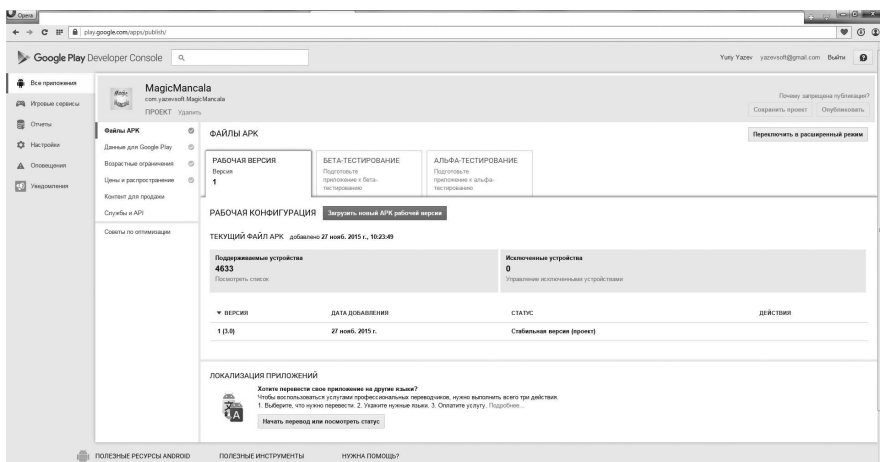 Opera
play.google.com/apps/publish/
Google Play Developer Console
Yuriy Yazev yazevsoft@gmail.com Выйти
Все приложения
Игровые сервисы
Отчеты
Настройки
Оповещения
Уведомления
MagicMancala
com.yazevsoft.MagicMancala
ПРОЕКТ Удалить
Почему запрещена публикация?
Сохранить проект Опубликовать
Файлы APK
Данные для Google Play
Возрастные ограничения
Цены и распространение
Контент для продажи
Службы и API
Советы по оптимизации
ФАЙЛЫ APK
Переключить в расширенный режим
РАБОЧАЯ ВЕРСИЯ
Версия
1
БЕТА-ТЕСТИРОВАНИЕ
Подготовьте
приложение к бета-
тестированию
АЛЬФА-ТЕСТИРОВАНИЕ
Подготовьте
приложение к альфа-
тестированию
РАБОЧАЯ КОНФИГУРАЦИЯ Загрузить новый APK рабочей версии
ТЕКУЩИЙ ФАЙЛ APK добавлено 27 нояб. 2015 г., 10:23:49
Поддерживаемые устройства
4633
Посмотреть список
Исключенные устройства
0
Управление исключенными устройствами
ВЕРСИЯ ДАТА ДОБАВЛЕНИЯ СТАТУС ДЕЙСТВИЯ
1 (3.0) 27 нояб. 2015 г. Стабильная версия (проект)
ЛОКАЛИЗАЦИЯ ПРИЛОЖЕНИЙ
Хотите перевести свое приложение на другие языки?
Чтобы воспользоваться услугами профессиональных переводчиков, нужно выполнить всего три действия.
1. Выберите, что нужно перевести. 2. Укажите нужные языки. 3. Оплатите услугу. Подробнее...
Начать перевод или посмотреть статус
ПОЛЕЗНЫЕ РЕСУРСЫ ANDROID ПОЛЕЗНЫЕ ИНСТРУМЕНТЫ НУЖНА ПОМОЩЬ?